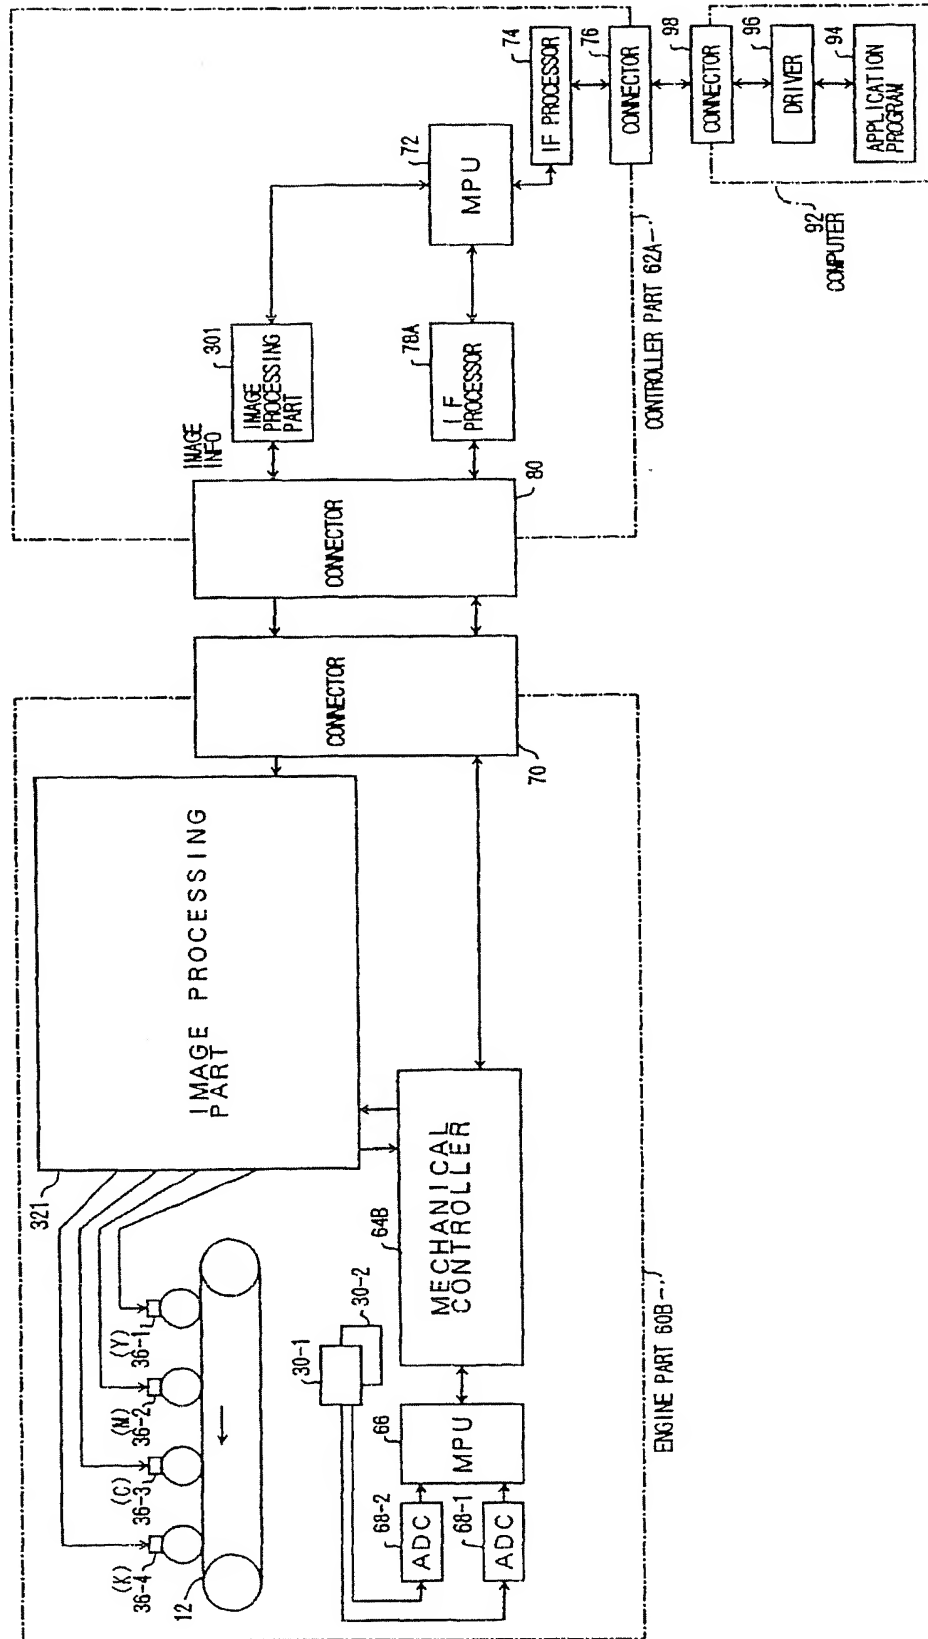 74
IF PROCESSOR
76
CONNECTOR
98
CONNECTOR
96
DRIVER
94
APPLICATION
PROGRAM
72
MPU
92
COMPUTER
CONTROLLER PART 62A
301
IMAGE
PROCESSING
PART
78A
IF
PROCESSOR
IMAGE
INFO
CONNECTOR
80
CONNECTOR
70
IMAGE PROCESSING
PART
321
MECHANICAL
CONTROLLER
64B
(Y)
36-1
(M)
36-2
(C)
36-3
(K)
36-4
12
30-1
30-2
MPU
66
68-2
ADC
68-1
ADC
ENGINE PART 60B